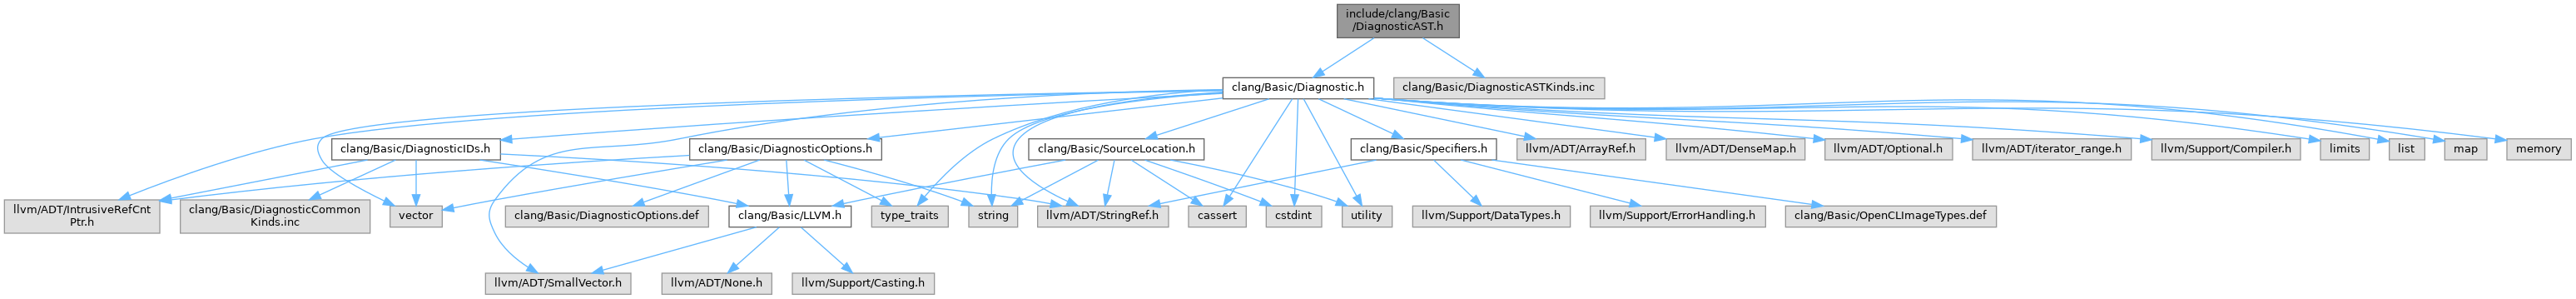 include/clang/Basic
/DiagnosticAST.h
clang/Basic/Diagnostic.h
clang/Basic/DiagnosticASTKinds.inc
clang/Basic/DiagnosticIDs.h
clang/Basic/DiagnosticOptions.h
clang/Basic/SourceLocation.h
clang/Basic/Specifiers.h
llvm/ADT/ArrayRef.h
llvm/ADT/DenseMap.h
llvm/ADT/Optional.h
llvm/ADT/iterator_range.h
llvm/Support/Compiler.h
limits
list
map
memory
llvm/ADT/IntrusiveRefCnt
Ptr.h
clang/Basic/DiagnosticCommon
Kinds.inc
vector
clang/Basic/DiagnosticOptions.def
clang/Basic/LLVM.h
type_traits
string
llvm/ADT/StringRef.h
cassert
cstdint
utility
llvm/Support/DataTypes.h
llvm/Support/ErrorHandling.h
clang/Basic/OpenCLImageTypes.def
llvm/ADT/SmallVector.h
llvm/ADT/None.h
llvm/Support/Casting.h